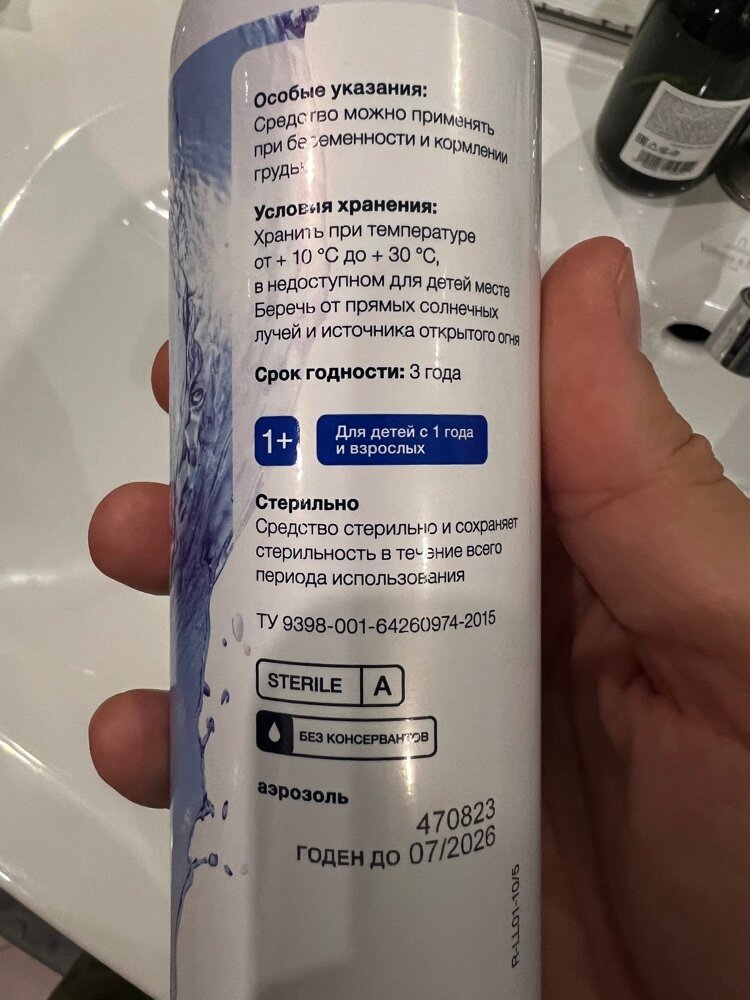 Особые указания:
Средство можно применять
при беременности и кормлении
грудью
Условия хранения:
Хранить при температуре
от + 10 °С до + 30 °С,
в недоступном для детей месте
Беречь от прямых солнечных
лучей и источника открытого огня
Срок годности: 3 года
1+
Для детей с 1 года
и взрослых
Стерильно
Средство стерильно и сохраняет
стерильность в течение всего
периода использования
ТУ 9398-001-64260974-2015
STERILE A
БЕЗ КОНСЕРВАНТОВ
аэрозоль
470823
ГОДЕН ДО 07/2026
R-LL01-10/5